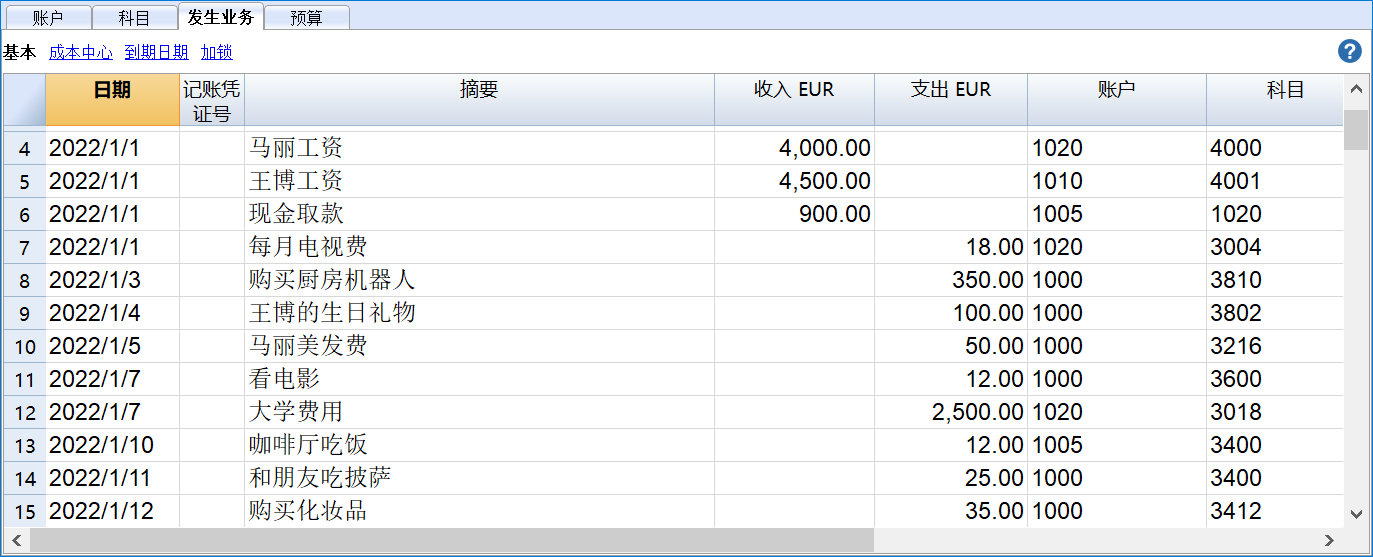 账户 科目 发生业务 预算
基本 成本中心 到期日期 加锁 ?
日期 记账凭证号 摘要 收入 EUR 支出 EUR 账户 科目
4 2022/1/1 马丽工资 4,000.00 1020 4000
5 2022/1/1 王博工资 4,500.00 1010 4001
6 2022/1/1 现金取款 900.00 1005 1020
7 2022/1/1 每月电视费 18.00 1020 3004
8 2022/1/3 购买厨房机器人 350.00 1000 3810
9 2022/1/4 王博的生日礼物 100.00 1000 3802
10 2022/1/5 马丽美发费 50.00 1000 3216
11 2022/1/7 看电影 12.00 1000 3600
12 2022/1/7 大学费用 2,500.00 1020 3018
13 2022/1/10 咖啡厅吃饭 12.00 1005 3400
14 2022/1/11 和朋友吃披萨 25.00 1000 3400
15 2022/1/12 购买化妆品 35.00 1000 3412